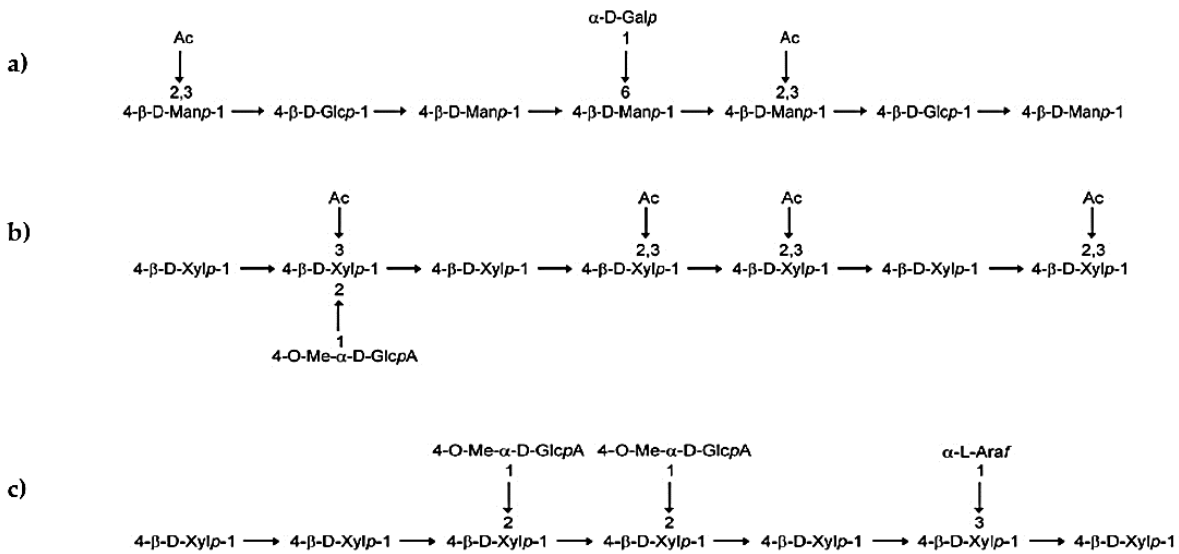 α-D-Galp
Ac 1 Ac
a)
2,3 6 2,3
4-β-D-Manp-1 4-β-D-Glcp-1 4-β-D-Manp-1 4-β-D-Manp-1 4-β-D-Manp-1 4-β-D-Glcp-1 4-β-D-Manp-1
Ac Ac Ac Ac
b)
3 2,3 2,3 2,3
4-β-D-Xylp-1 4-β-D-Xylp-1 4-β-D-Xylp-1 4-β-D-Xylp-1 4-β-D-Xylp-1 4-β-D-Xylp-1 4-β-D-Xylp-1
2
1
4-O-Me-α-D-GlcpA
4-O-Me-α-D-GlcpA 4-O-Me-α-D-GlcpA α-L-Araf
1 1 1
c)
2 2 3
4-β-D-Xylp-1 4-β-D-Xylp-1 4-β-D-Xylp-1 4-β-D-Xylp-1 4-β-D-Xylp-1 4-β-D-Xylp-1 4-β-D-Xylp-1